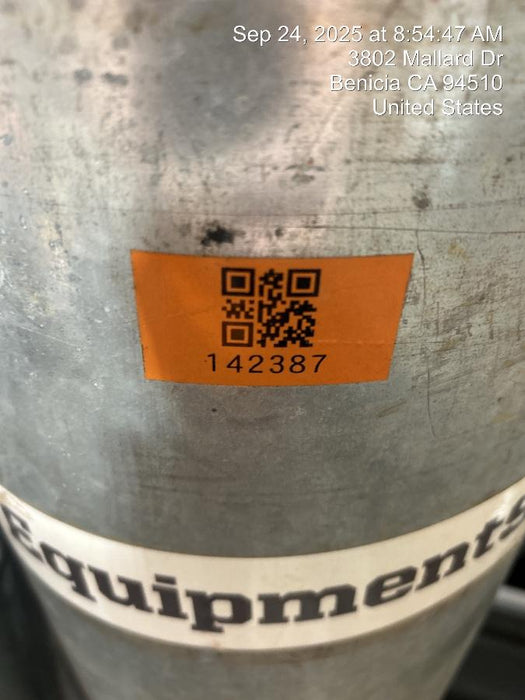 Sep 24, 2025 at 8:54:47 AM
3802 Mallard Dr
Benicia CA 94510
United States
142387
Equipments